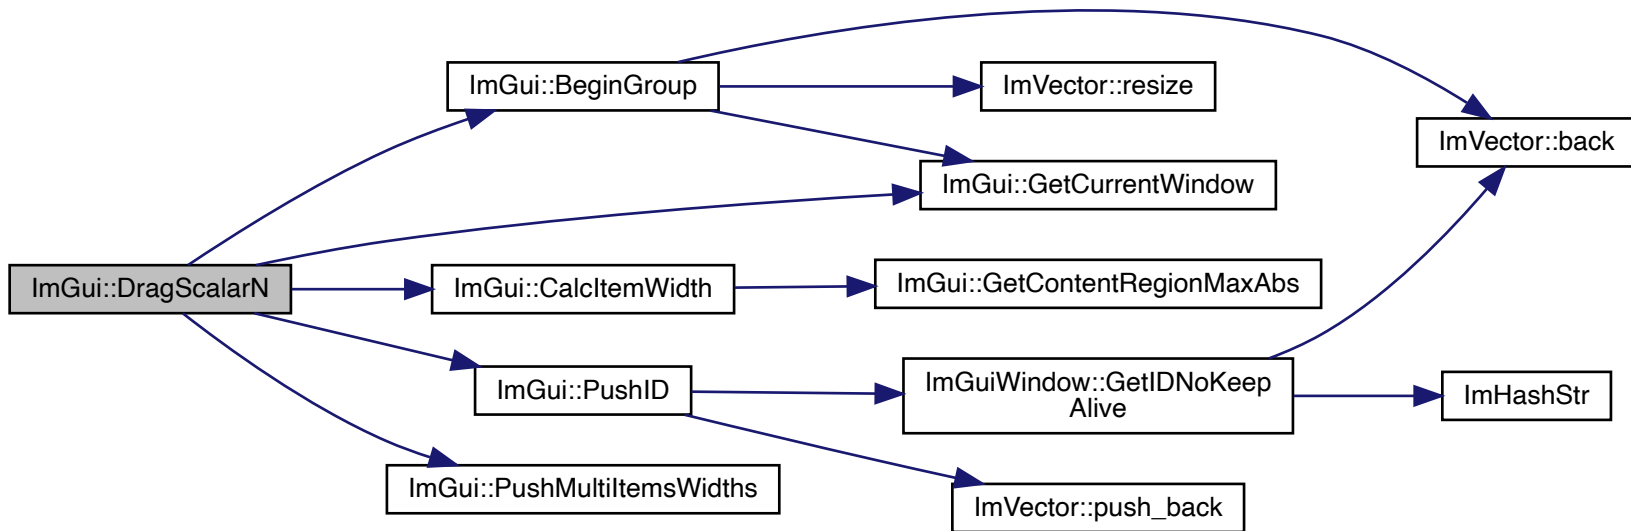 ImGui::BeginGroup
ImVector::resize
ImVector::back
ImGui::GetCurrentWindow
ImGui::DragScalarN
ImGui::CalcItemWidth
ImGui::GetContentRegionMaxAbs
ImGui::PushID
ImGuiWindow::GetIDNoKeep
Alive
ImHashStr
ImGui::PushMultiItemsWidths
ImVector::push_back